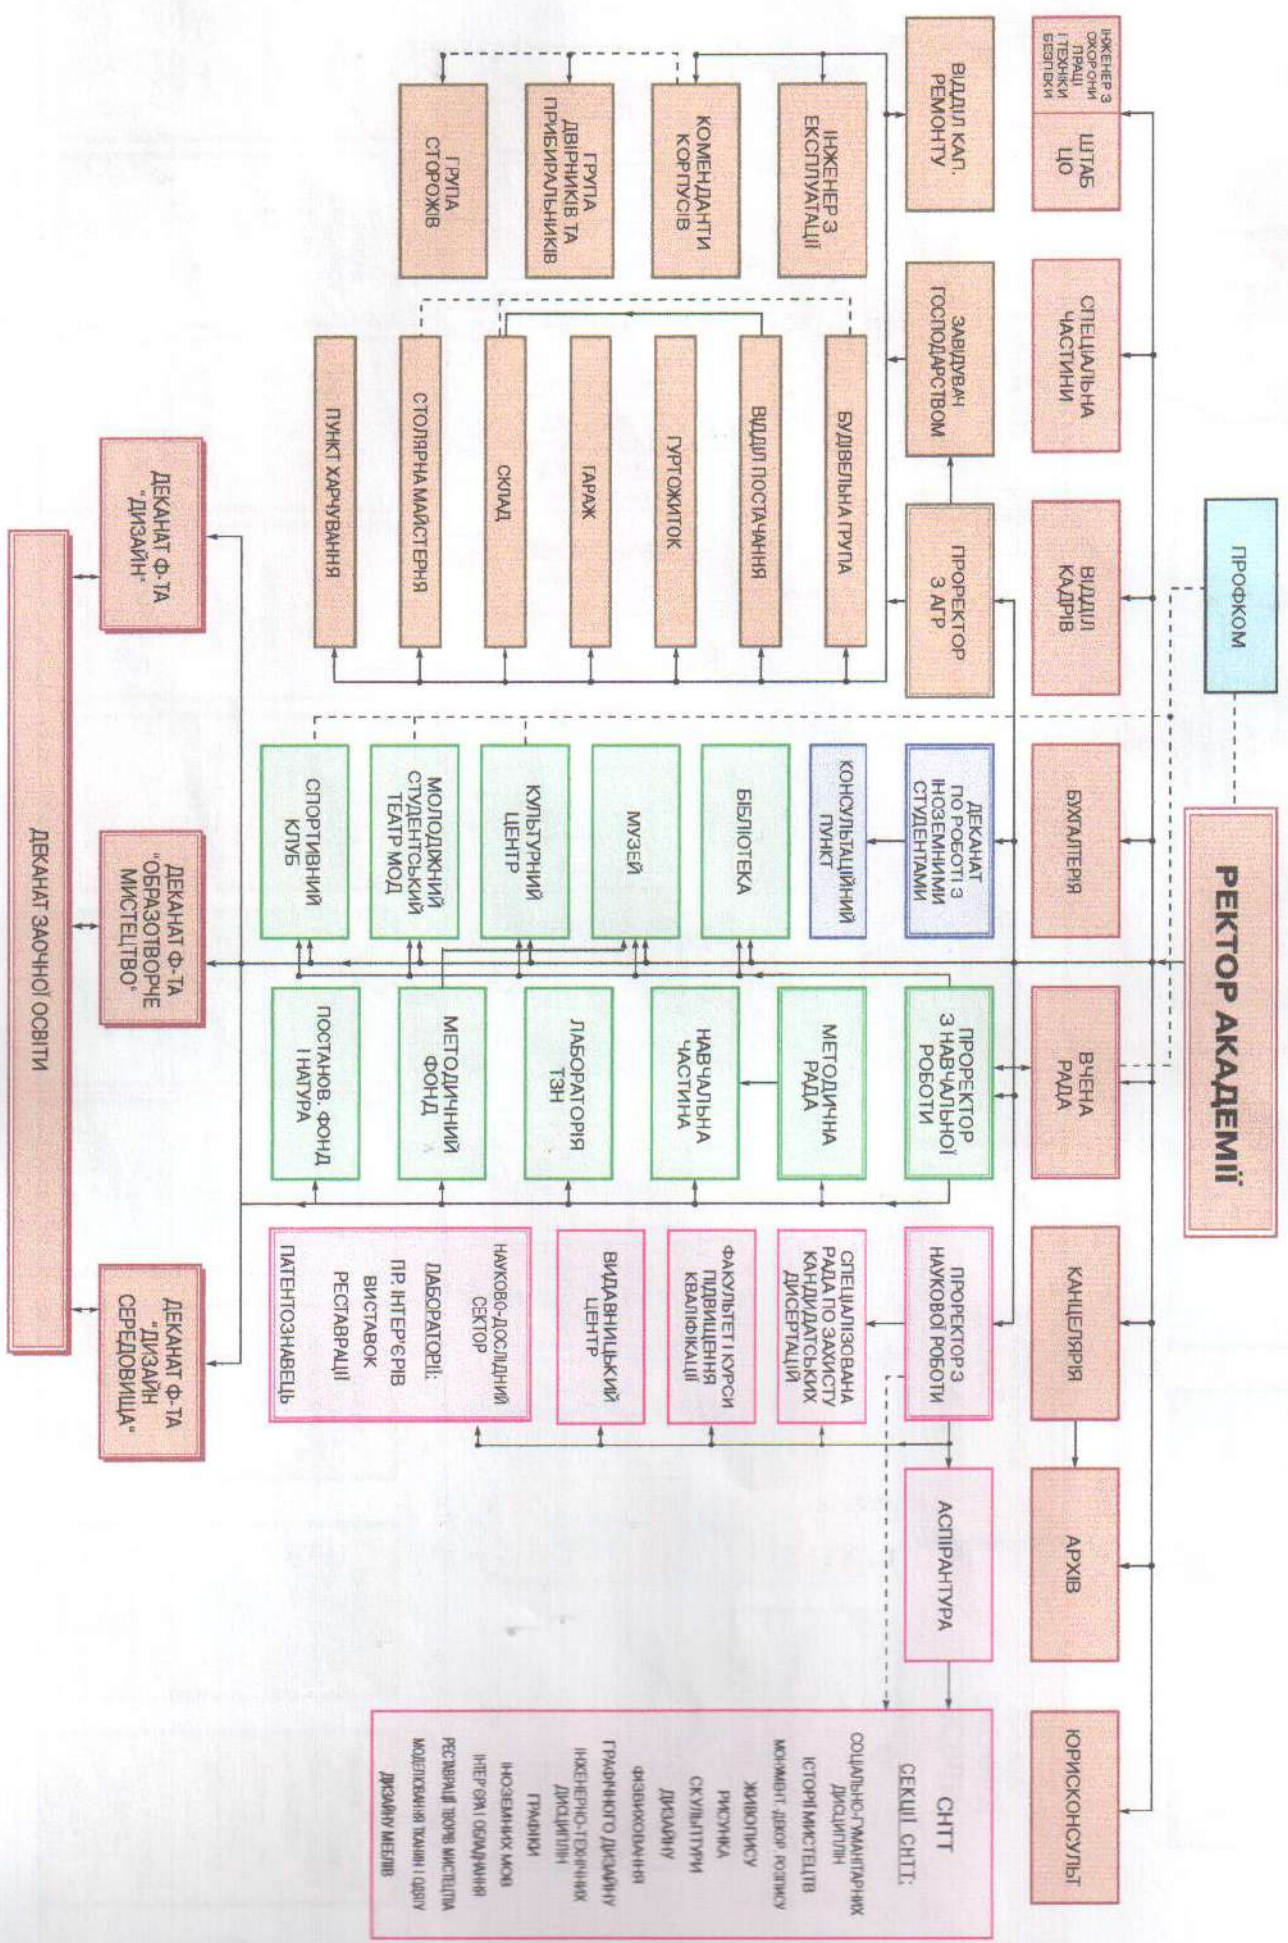 РЕКТОР АКАДЕМІЇ
ПРОФКОМ
ІНЖЕНЕР З
ОХОРОНИ
ПРАЦІ
І ТЕХНІКИ
БЕЗПЕКИ
ШТАБ
ЦО
СПЕЦІАЛЬНА
ЧАСТИНИ
ВІДДІЛ
КАДРІВ
БУХГАЛТЕРІЯ
ВЧЕНА
РАДА
КАНЦЕЛЯРІЯ
АРХІВ
ЮРИСКОНСУЛЬТ
ВІДДІЛ КАП.
РЕМОНТУ
ЗАВІДУВАЧ
ГОСПОДАРСТВОМ
ПРОРЕКТОР
З АГР.
ДЕКАНАТ
ПО РОБОТІ З
ІНОЗЕМНИМИ
СТУДЕНТАМИ
ПРОРЕКТОР
З НАВЧАЛЬНОЇ
РОБОТИ
ПРОРЕКТОР З
НАУКОВОЇ РОБОТИ
АСПІРАНТУРА
ІНЖЕНЕР З
ЕКСПЛУАТАЦІЇ
КОМЕНДАНТИ
КОРПУСІВ
ГРУПА
ДВІРНИКІВ ТА
ПРИБИРАЛЬНИКІВ
ГРУПА
СТОРОЖІВ
БУДІВЕЛЬНА ГРУПА
ВІДДІЛ ПОСТАЧАННЯ
ГУРТОЖИТОК
ГАРАЖ
СКЛАД
СТОЛЯРНА МАЙСТЕРНЯ
ПУНКТ ХАРЧУВАННЯ
КОНСУЛЬТАЦІЙНИЙ
ПУНКТ
БІБЛІОТЕКА
МУЗЕЙ
КУЛЬТУРНИЙ
ЦЕНТР
МОЛОДІЖНИЙ
СТУДЕНТСЬКИЙ
ТЕАТР МОД
СПОРТИВНИЙ
КЛУБ
МЕТОДИЧНА
РАДА
НАВЧАЛЬНА
ЧАСТИНА
ЛАБОРАТОРІЯ
ТЗН
МЕТОДИЧНИЙ
ФОНД
ПОСТАНОВ. ФОНД
І НАТУРА
СПЕЦІАЛІЗОВАНА
РАДА ПО ЗАХИСТУ
КАНДИДАТСЬКИХ
ДИСЕРТАЦІЙ
ФАКУЛЬТЕТ І КУРСИ
ПІДВИЩЕННЯ
КВАЛІФІКАЦІЇ
ВИДАВНИЦЬКИЙ
ЦЕНТР
НАУКОВО-ДОСЛІДНИЙ
СЕКТОР
ЛАБОРАТОРІЇ:
ПР. ІНТЕР'ЄРІВ
ВИСТАВОК
РЕСТАВРАЦІЇ
ПАТЕНТОЗНАВЕЦЬ
СНТТ
СЕКЦІЇ СНТТ:
СОЦІАЛЬНО-ГУМАНІТАРНИХ
ДИСЦИПЛІН
ІСТОРІЇ МИСТЕЦТВ
МОНУМЕНТ. ДЕКОР. РОЗПИСУ
ЖИВОПИСУ
РИСУНКА
СКУЛЬПТУРИ
ДИЗАЙНУ
ФІЗВИХОВАННЯ
ГРАФІЧНОГО ДИЗАЙНУ
ІНЖЕНЕРНО-ТЕХНІЧНИХ
ДИСЦИПЛІН
ГРАФІКИ
ІНОЗЕМНИХ МОВ
ІНТЕР'ЄРА І ОБЛАДНАННЯ
РЕСТАВРАЦІЇ ТВОРІВ МИСТЕЦТВА
МОДЕЛЮВАННЯ ТКАНИН І ОДЯГУ
ДИЗАЙНУ МЕБЛІВ
ДЕКАНАТ Ф-ТА
"ДИЗАЙН"
ДЕКАНАТ Ф-ТА
"ОБРАЗОТВОРЧЕ
МИСТЕЦТВО"
ДЕКАНАТ Ф-ТА
"ДИЗАЙН
СЕРЕДОВИЩА"
ДЕКАНАТ ЗАОЧНОЇ ОСВІТИ